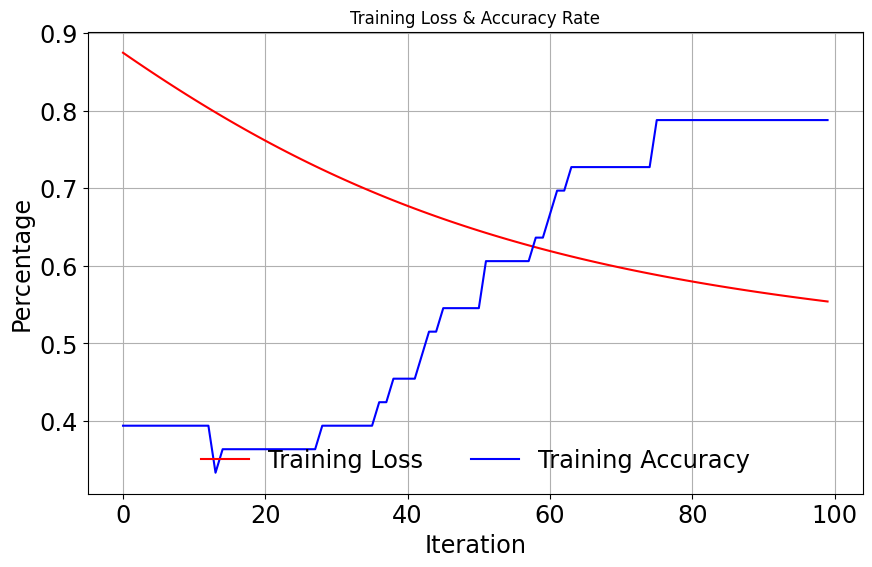 Training Loss & Accuracy Rate
0.9
0.8
0.7
0.6
0.5
0.4
Percentage
Training Loss
Training Accuracy
0 20 40 60 80 100
Iteration